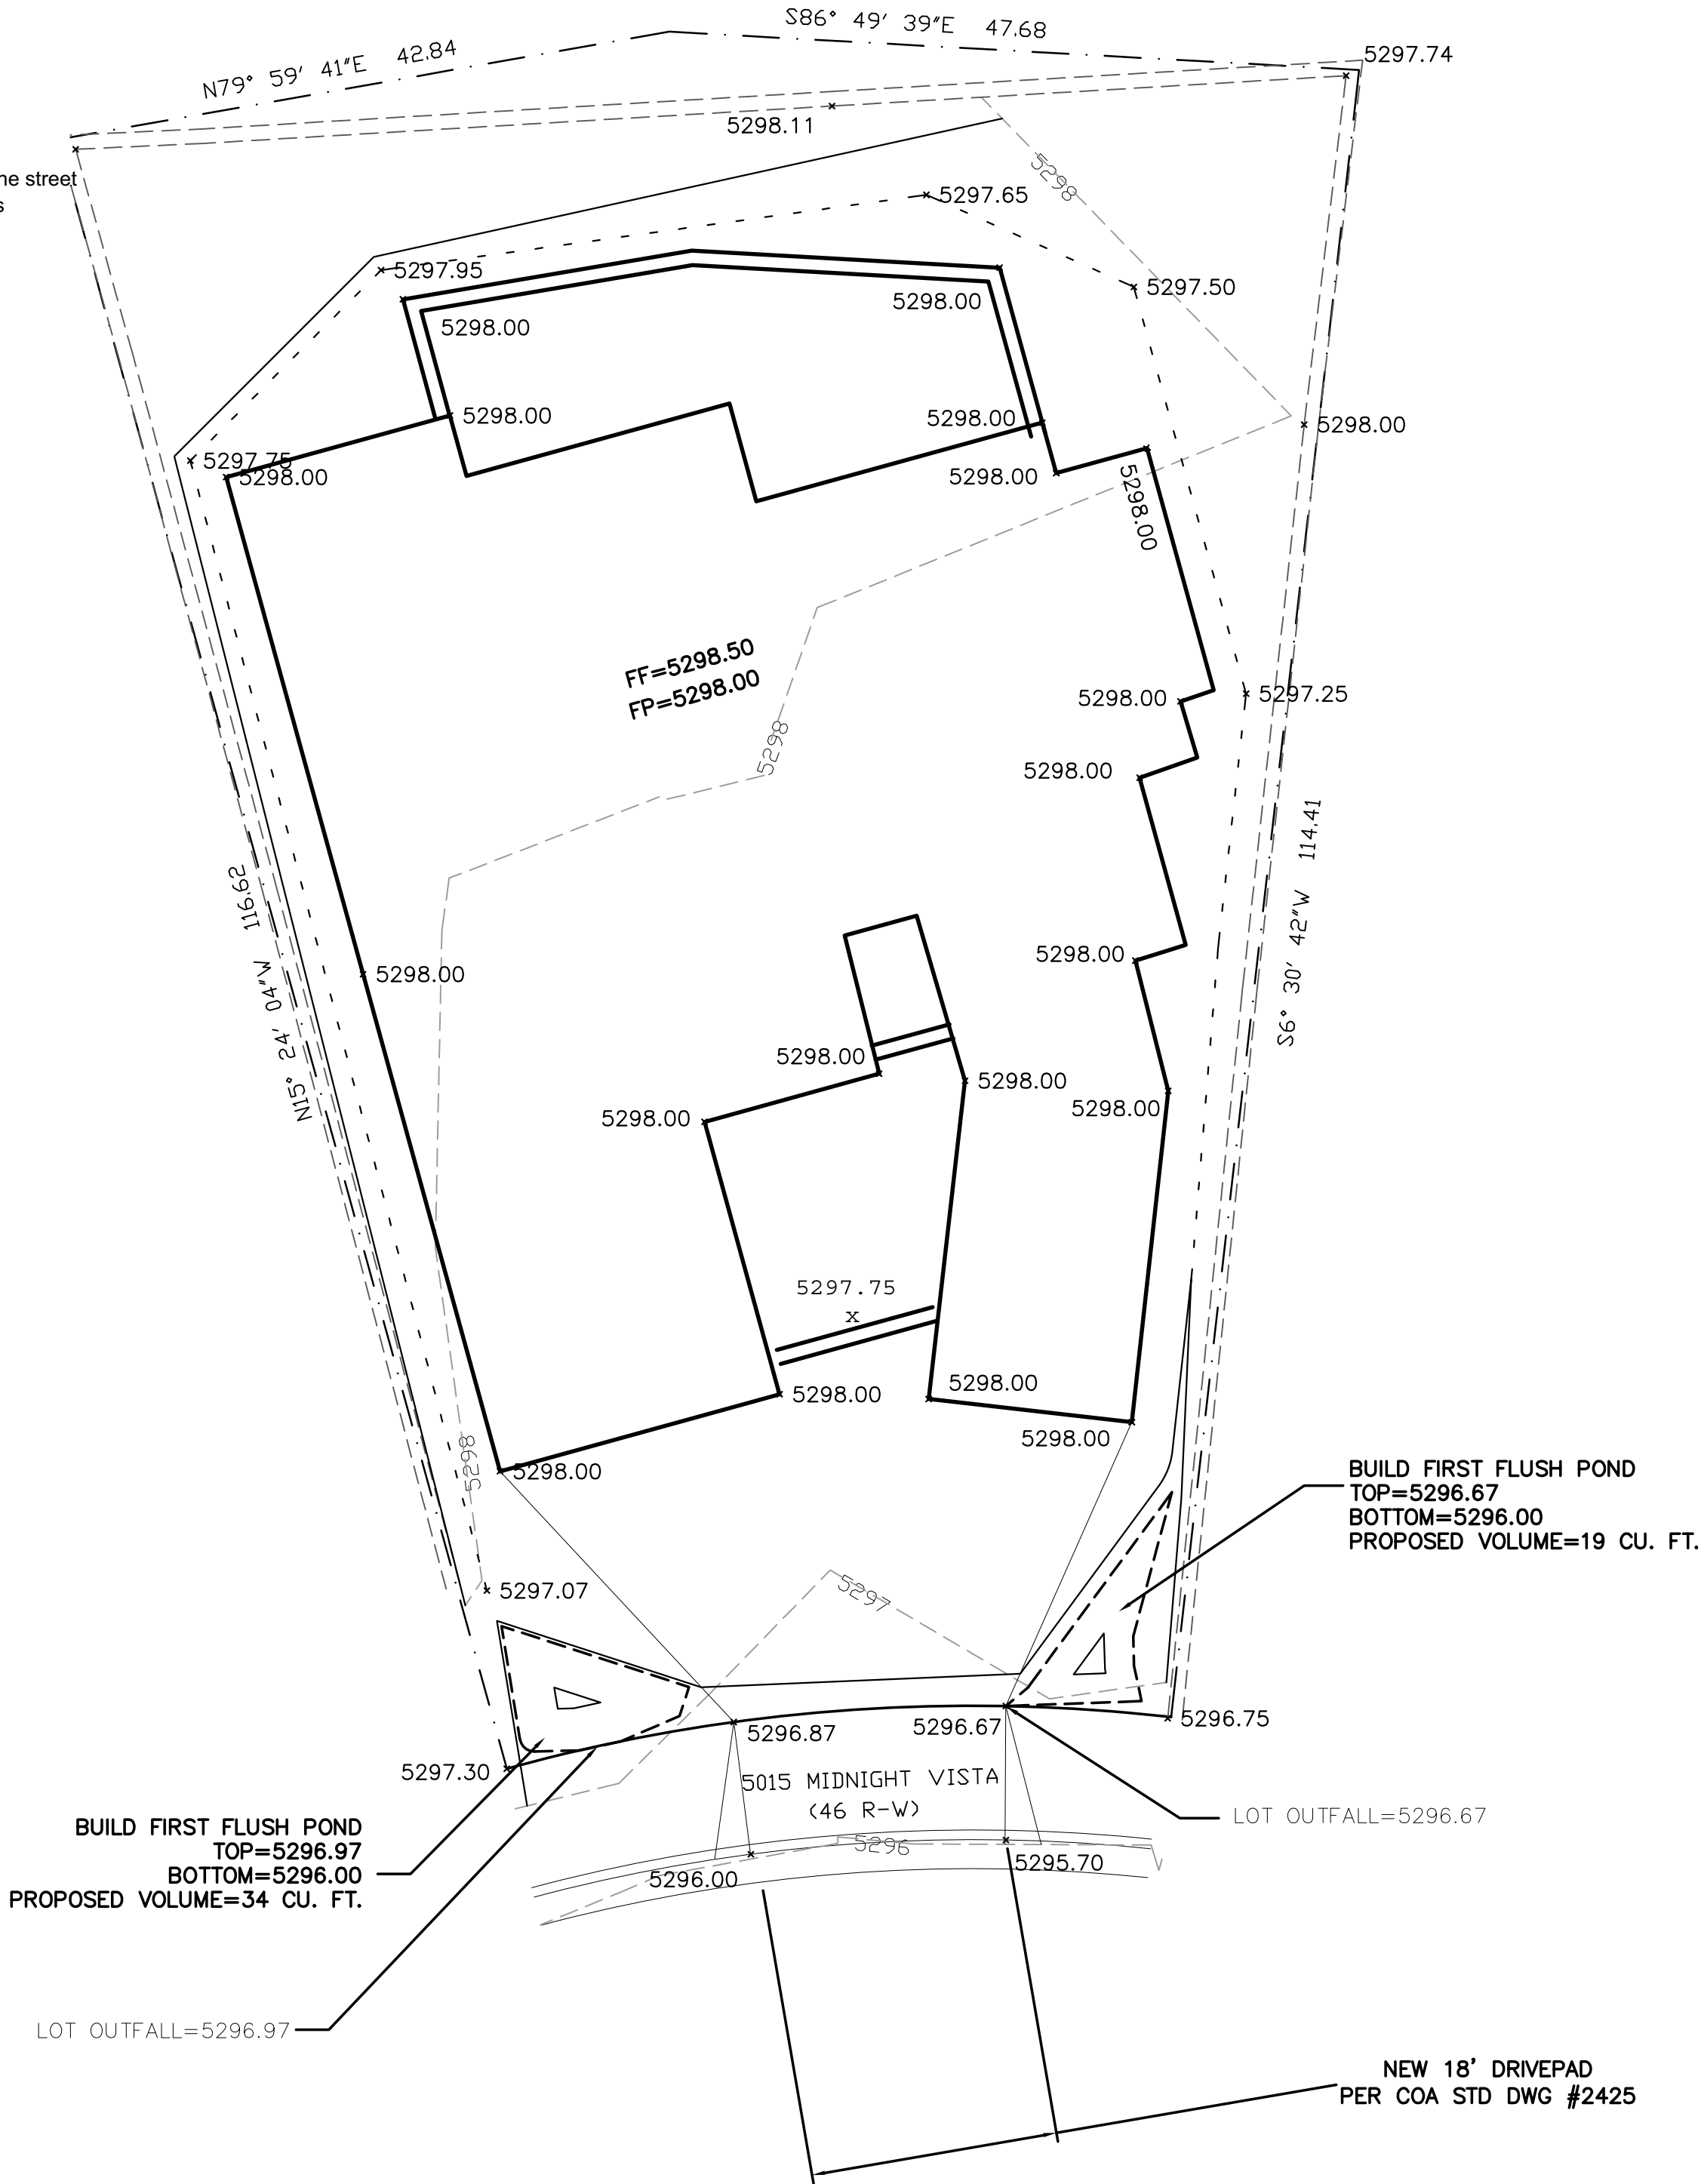 S86° 49' 39"E 47.68
N79° 59' 41"E 42.84
5297.74
5298.11
ne street
s
5298
5297.65
5297.95
5297.50
5298.00
5298.00
5298.00
5298.00
5298.00
5297.75
5298.00
5298.00
5298.00
FF=5298.50
FP=5298.00
5298.00
5297.25
5298
5298.00
S6° 30' 42"W 114.41
N15° 24' 04"W 116.62
5298.00
5298.00
5298.00
5298.00
5298.00
5298.00
5297.75
x
5298.00
5298.00
5298.00
5298
5298.00
BUILD FIRST FLUSH POND
TOP=5296.67
BOTTOM=5296.00
PROPOSED VOLUME=19 CU. FT.
5297.07
5297
5296.75
5296.87
5296.67
5297.30
5015 MIDNIGHT VISTA
(46 R-W)
LOT OUTFALL=5296.67
BUILD FIRST FLUSH POND
TOP=5296.97
BOTTOM=5296.00
PROPOSED VOLUME=34 CU. FT.
5296
5296.00
5295.70
LOT OUTFALL=5296.97
NEW 18' DRIVEPAD
PER COA STD DWG #2425